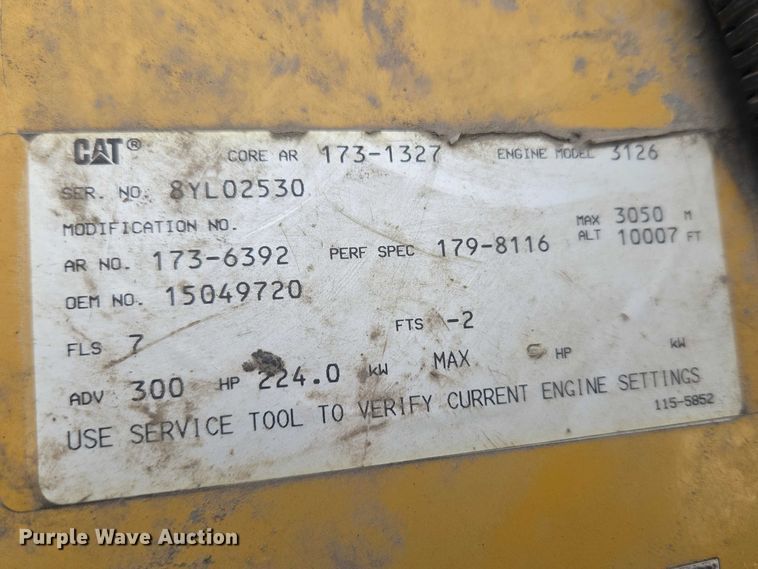 CAT® CORE AR 173-1327 ENGINE MODEL 3126
SER. NO. 8YL02530
MODIFICATION NO.
AR NO. 173-6392 PERF SPEC 179-8116 MAX ALT 3050 M 10007 FT
OEM NO. 15049720
FLS 7 FTS -2
ADV 300 HP 224.0 kW MAX HP kW
USE SERVICE TOOL TO VERIFY CURRENT ENGINE SETTINGS
115-5852
Purple Wave Auction